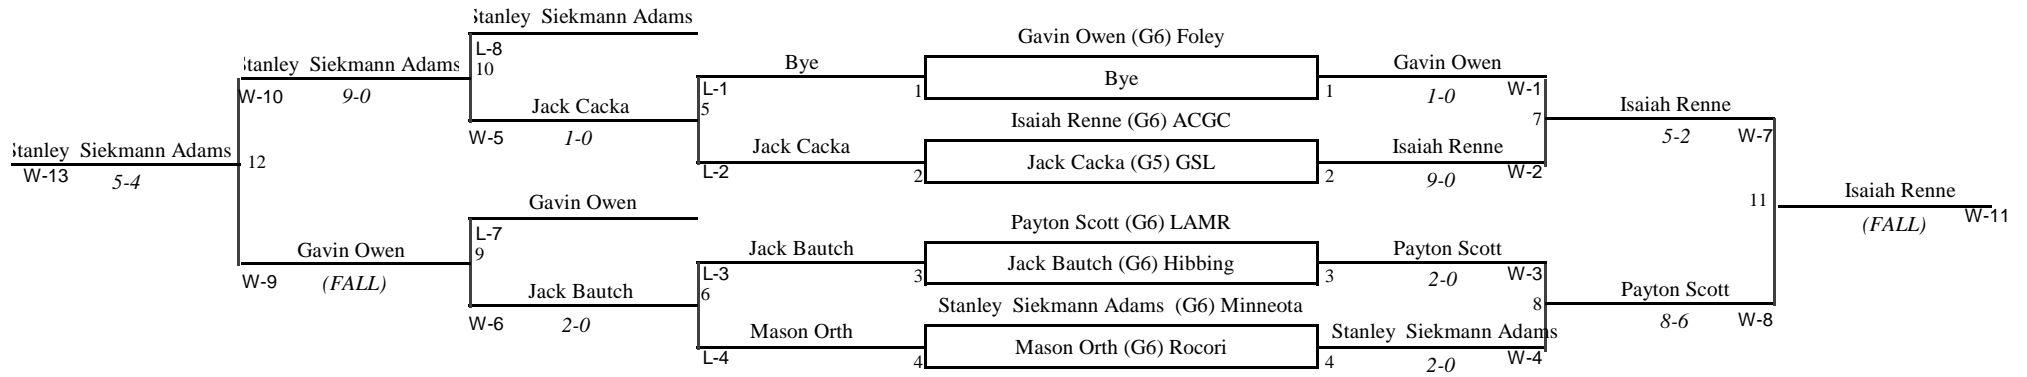 Stanley Siekmann Adams
Gavin Owen (G6) Foley
L-8
10
Stanley Siekmann Adams
Bye
Bye
Gavin Owen
W-10
9-0
L-1
1
1
1-0
W-1
5
Jack Cacka
Isaiah Renne (G6) ACGC
7
Isaiah Renne
W-5
1-0
5-2
W-7
Stanley Siekmann Adams
12
Jack Cacka
Jack Cacka (G5) GSL
Isaiah Renne
W-13
5-4
L-2
2
2
9-0
W-2
Gavin Owen
11
Isaiah Renne
Payton Scott (G6) LAMR
(FALL)
W-11
L-7
9
Gavin Owen
Jack Bautch
Jack Bautch (G6) Hibbing
Payton Scott
W-9
(FALL)
L-3
3
3
2-0
W-3
6
Jack Bautch
Stanley Siekmann Adams (G6) Minneota
8
Payton Scott
W-6
2-0
8-6
W-8
Mason Orth
Mason Orth (G6) Rocori
Stanley Siekmann Adams
L-4
4
4
2-0
W-4